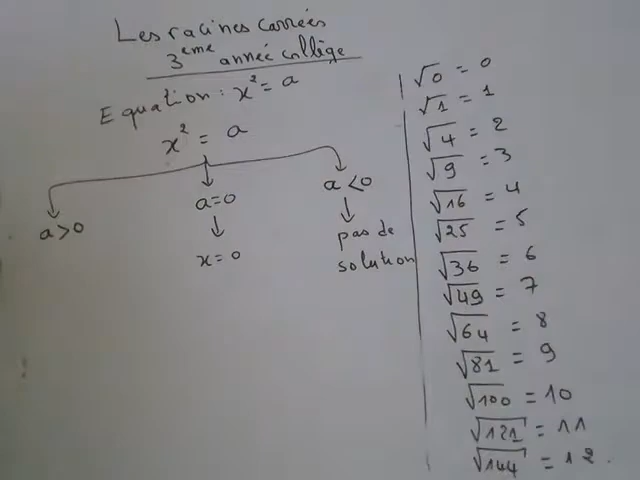 Les racines carrées
3ème année collège
Equation: x² = a
x² = a
a>0
a=0
x=0
a<0
pas de
solution
√0 = 0
√1 = 1
√4 = 2
√9 = 3
√16 = 4
√25 = 5
√36 = 6
√49 = 7
√64 = 8
√81 = 9
√100 = 10
√121 = 11
√144 = 12.